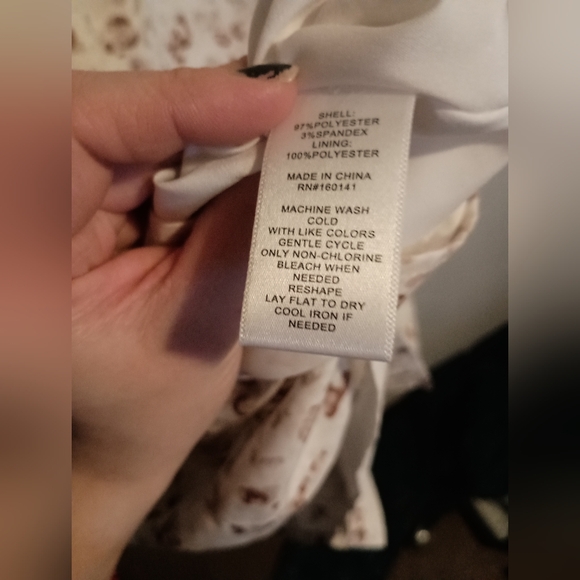 SHELL:
97%POLYESTER
3%SPANDEX
LINING:
100%POLYESTER
MADE IN CHINA
RN#160141
MACHINE WASH
COLD
WITH LIKE COLORS
GENTLE CYCLE
ONLY NON-CHLORINE
BLEACH WHEN
NEEDED
RESHAPE
LAY FLAT TO DRY
COOL IRON IF
NEEDED